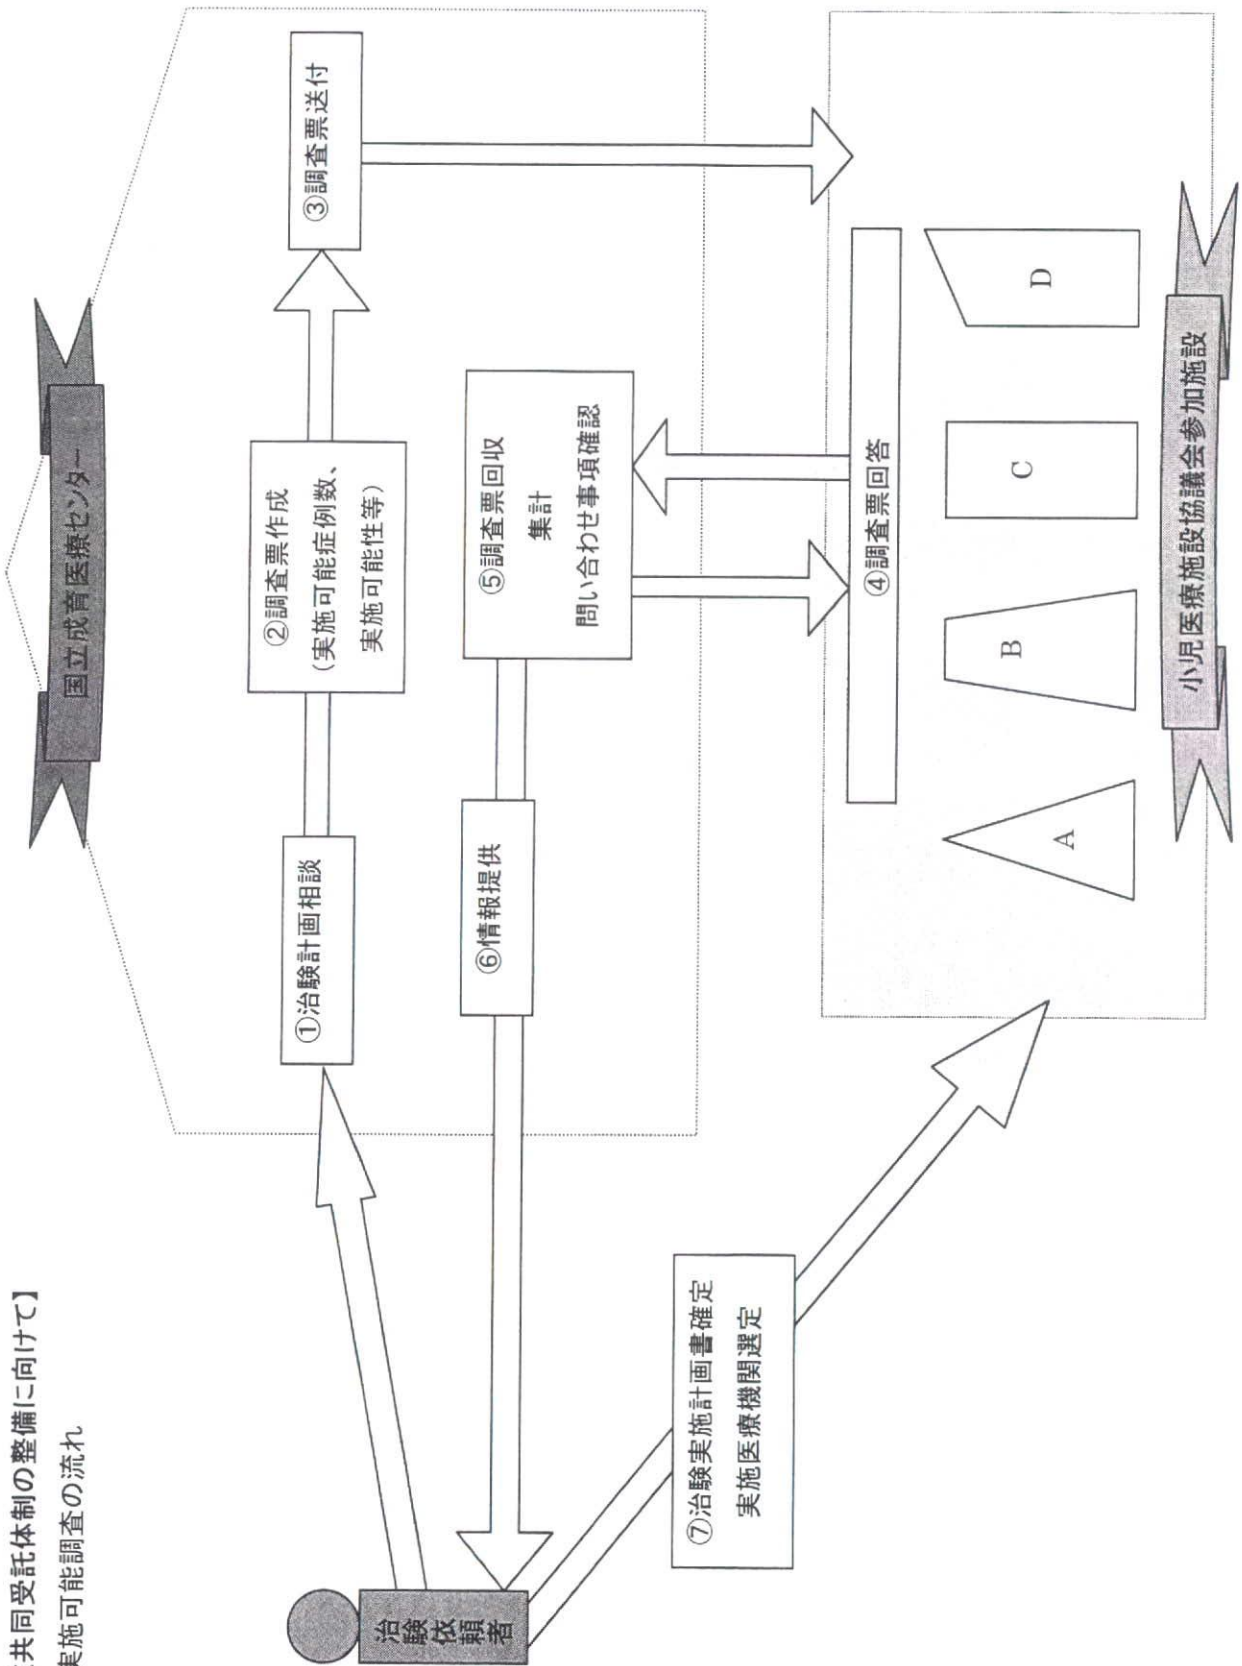 共同受託体制の整備に向けて】
実施可能調査の流れ
国立成育医療センター
①治験計画相談
②調査票作成
(実施可能症例数、
実施可能性等)
③調査票送付
⑥情報提供
⑤調査票回収
集計
問い合わせ事項確認
治験依頼者
⑦治験実施計画書確定
実施医療機関選定
④調査票回答
A
B
C
D
小児医療施設協議会参加施設